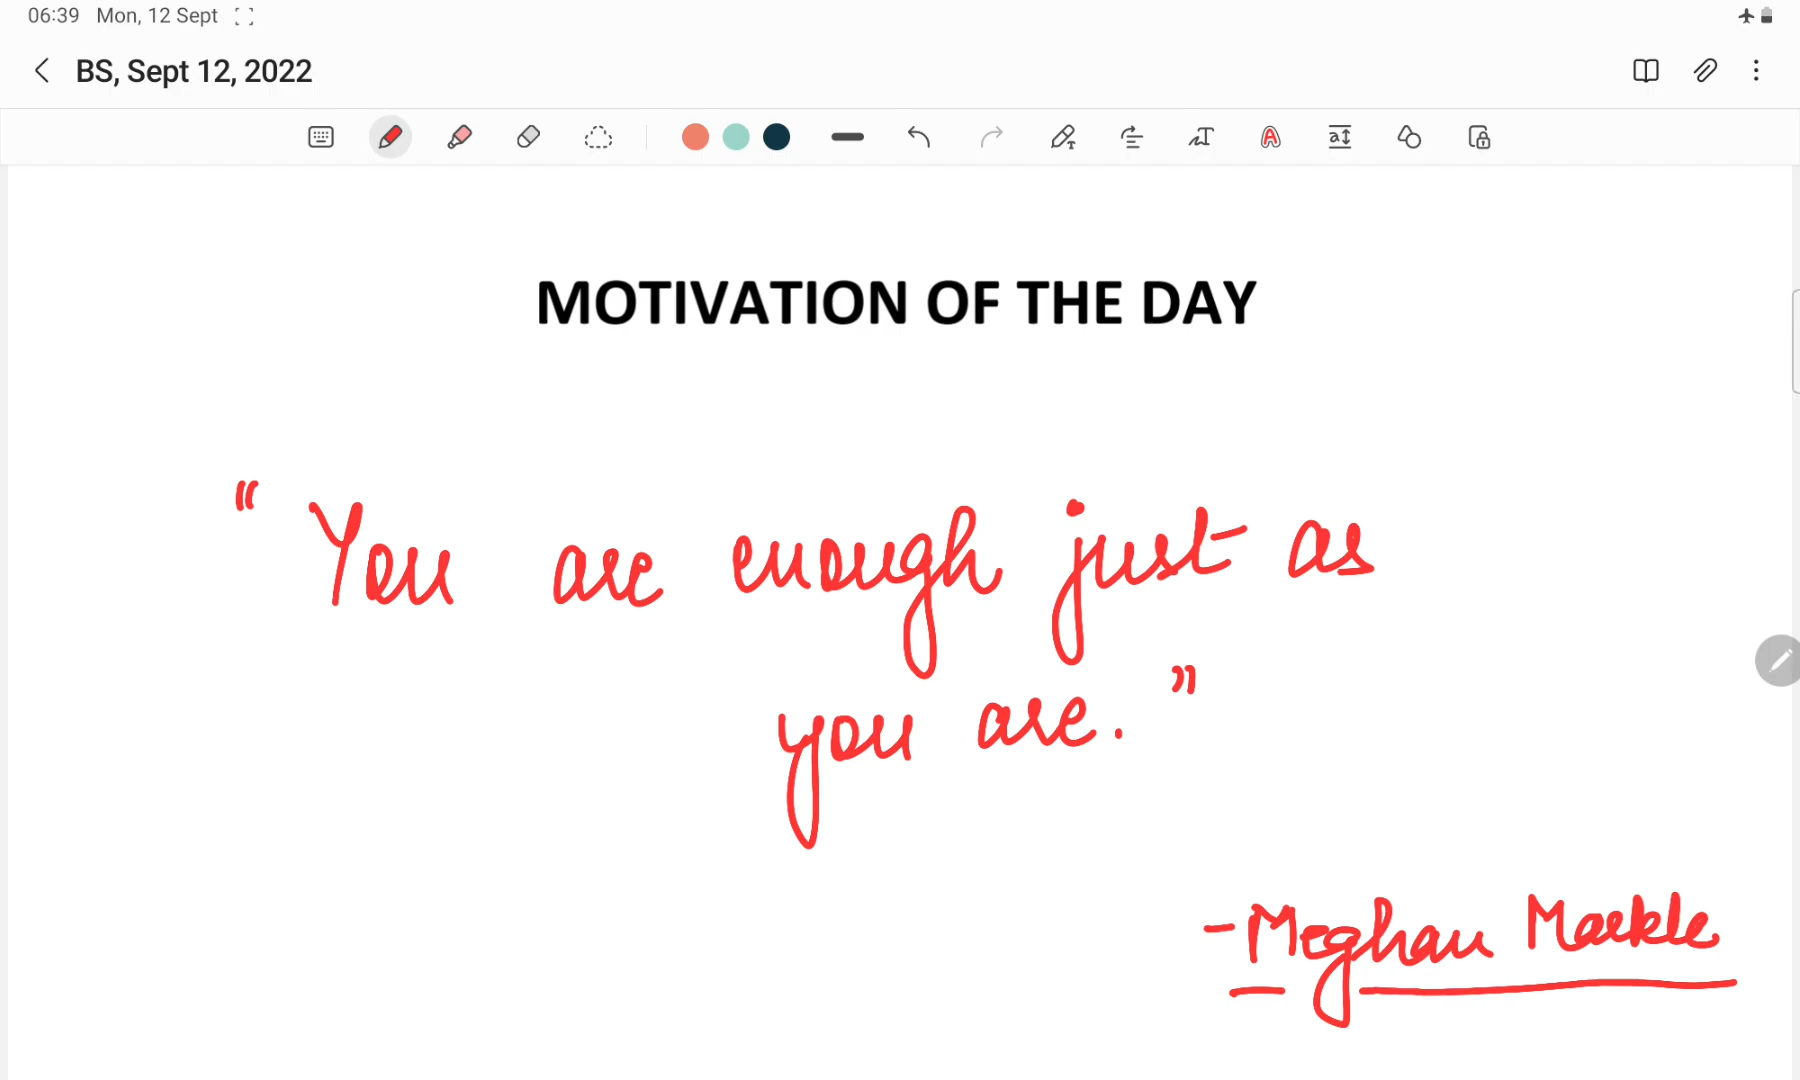 06:39 Mon, 12 Sept
BS, Sept 12, 2022
MOTIVATION OF THE DAY
“ You are enough just as
you are. ”
- Meghan Markle